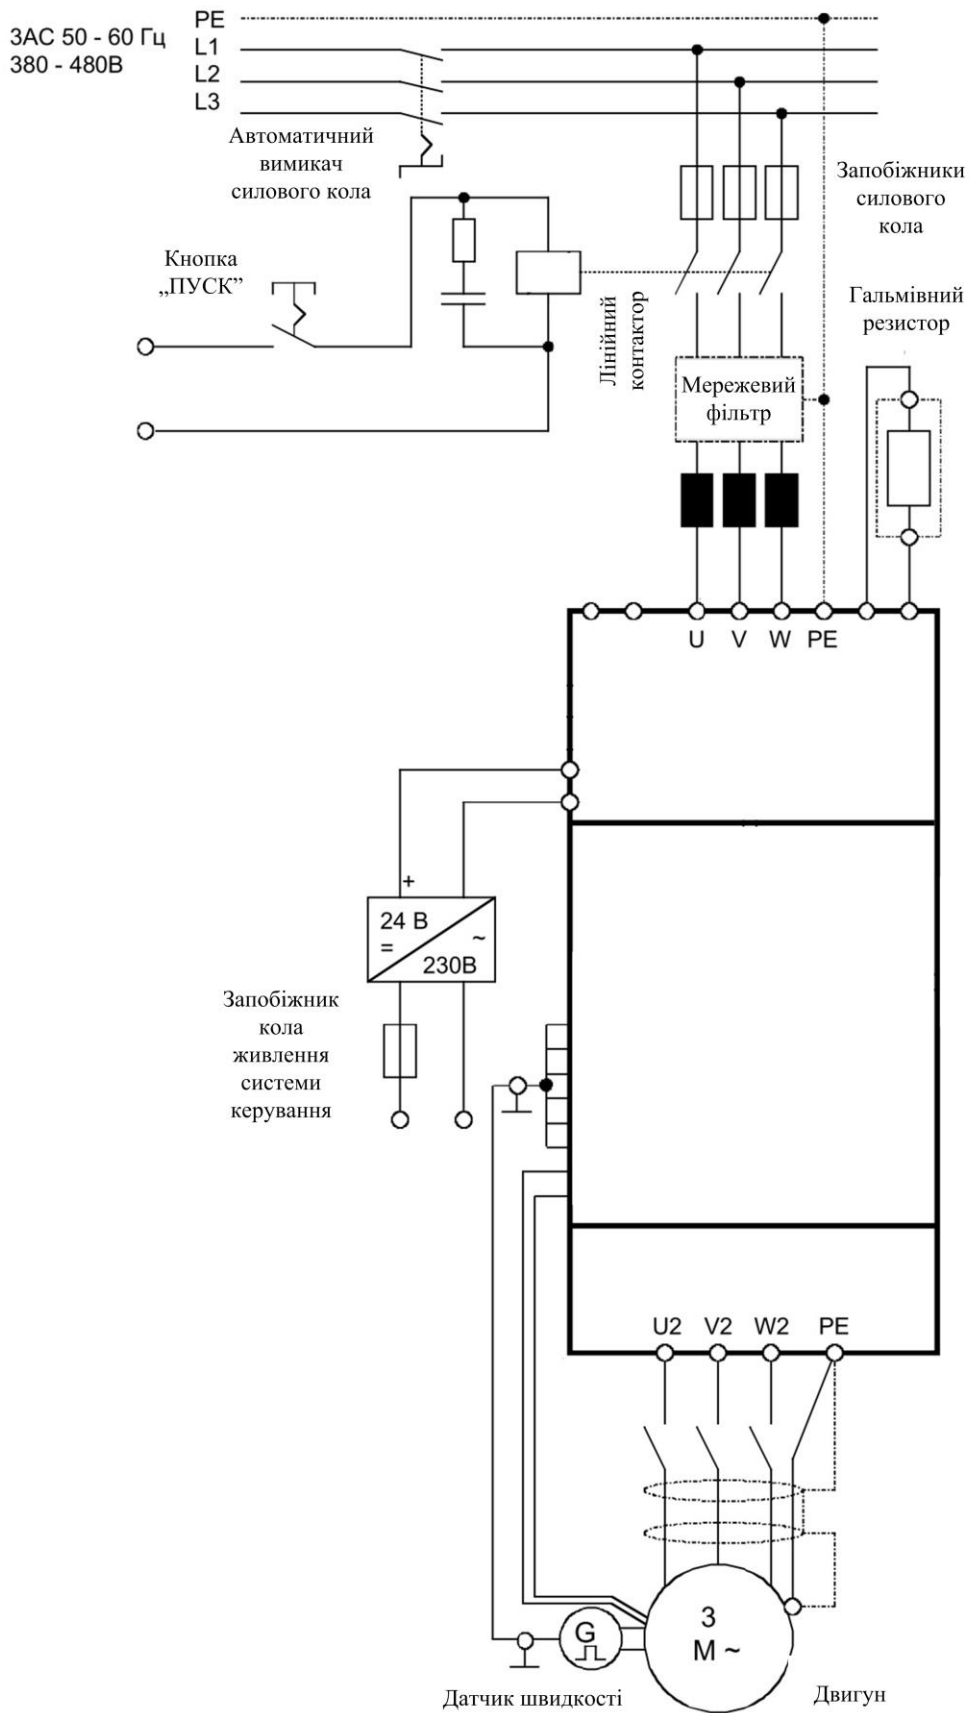 PE
3AC 50 - 60 Гц
L1
380 - 480В
L2
L3
Автоматичний
вимикач
силового кола
Запобіжники
силового
кола
Кнопка
„ПУСК”
Лінійний
контактор
Гальмівний
резистор
Мережевий
фільтр
U V W PE
+
24 В
=
~
230В
Запобіжник
кола
живлення
системи
керування
U2 V2 W2 PE
3
M ~
G
Датчик швидкості
Двигун